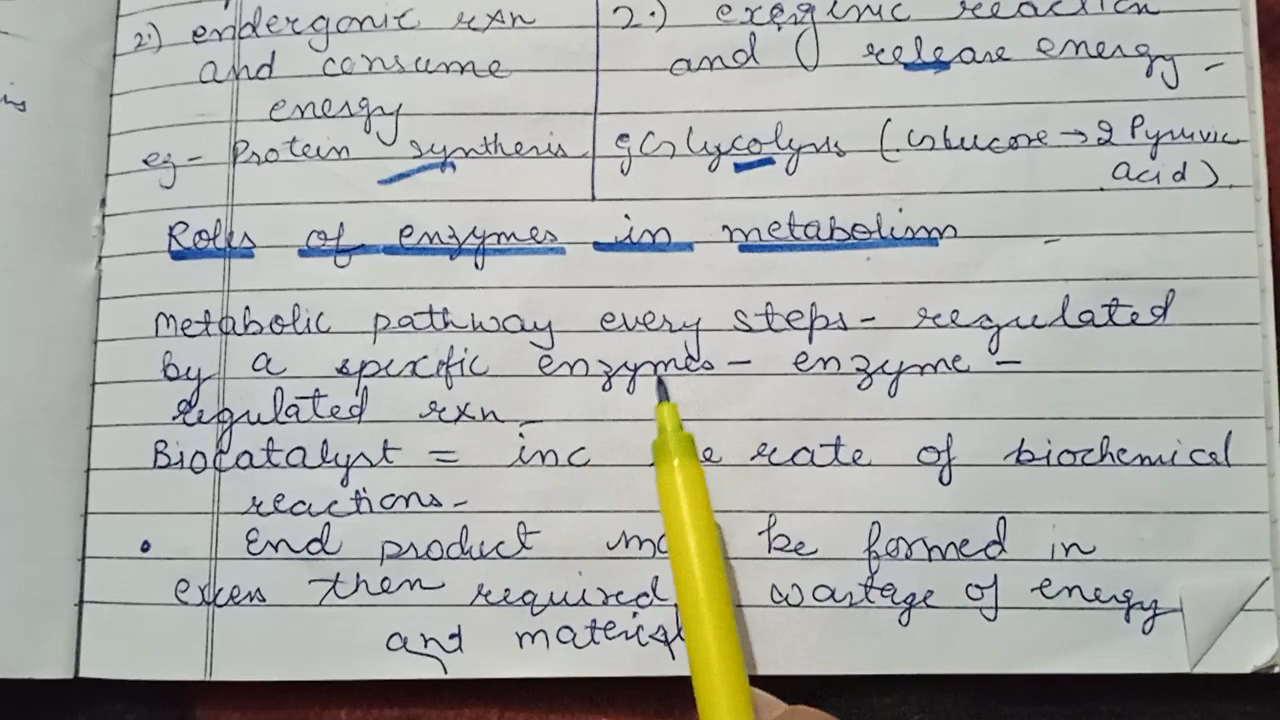 2.) endergonic rxn
and consume
energy
eg- Protein synthesis
2.) exergonic reaction
and release energy -
Glycolysis (Glucose → 2 Pyruvic
acid).
Roles of enzymes in metabolism -
Metabolic pathway every steps - regulated
by a specific enzymes - enzyme -
regulated rxn -
Biocatalyst = inc rate of biochemical
reactions -
• End product be formed in
excess then required wastage of energy
and material